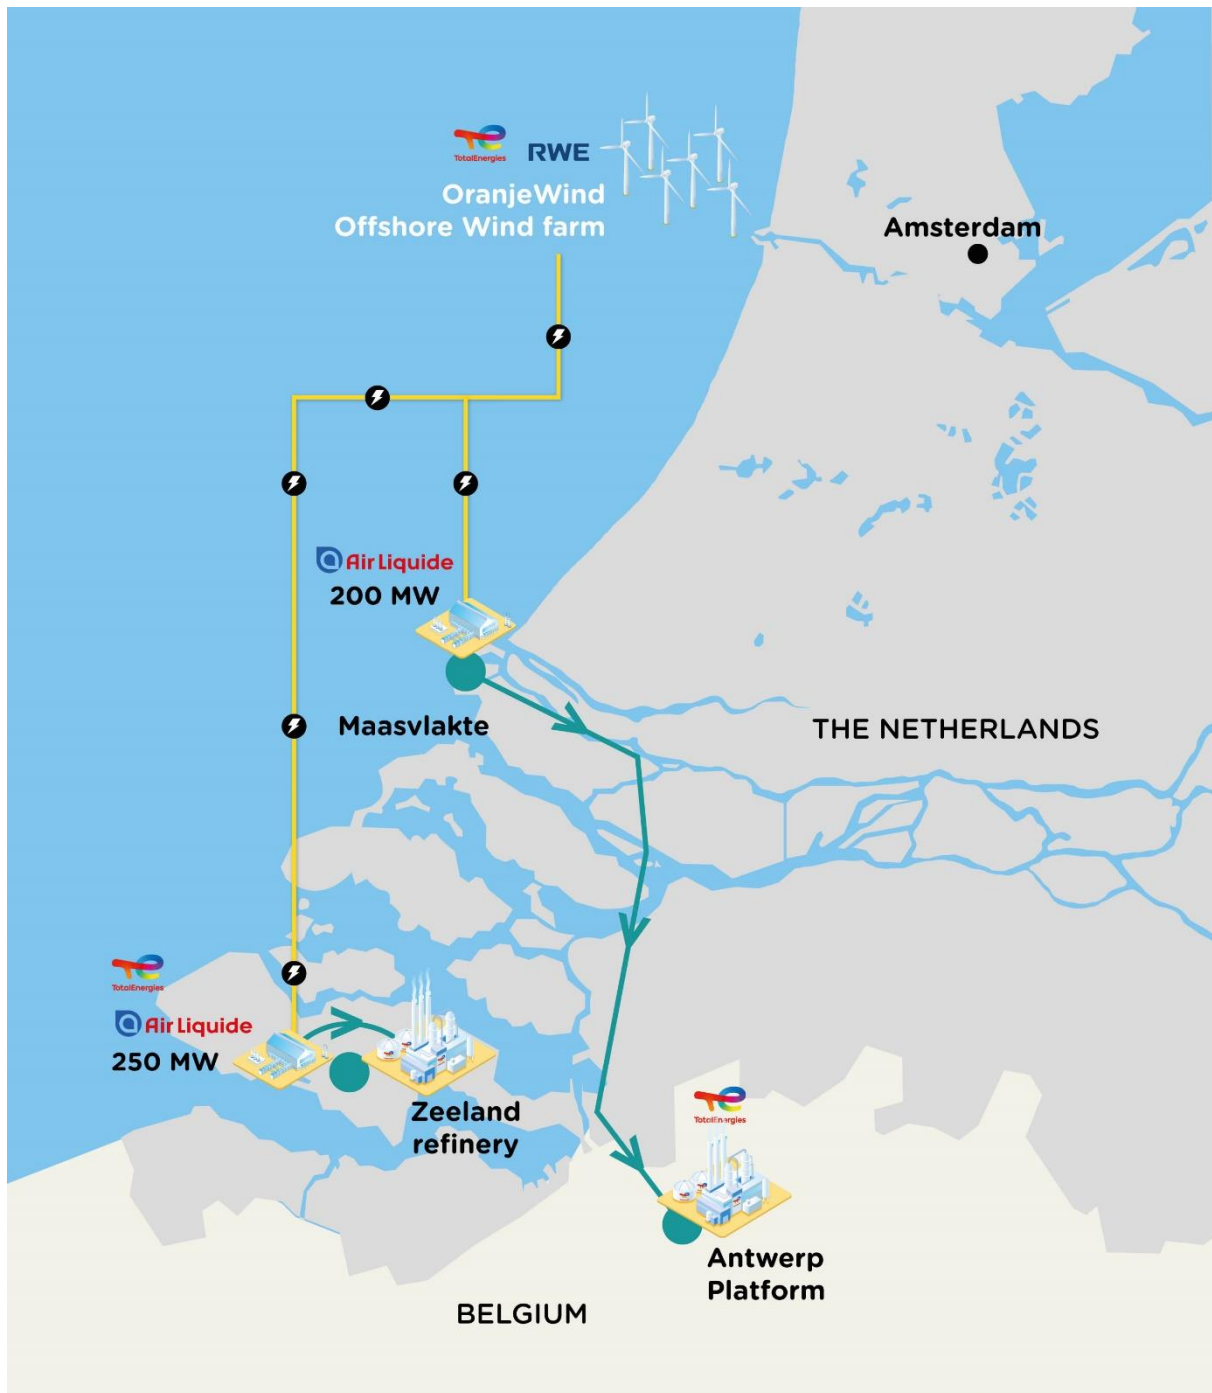 TotalEnergies
RWE
OranjeWind
Offshore Wind farm
Amsterdam
Air Liquide
200 MW
Maasvlakte
THE NETHERLANDS
TotalEnergies
Air Liquide
250 MW
Zeeland
refinery
TotalEnergies
Antwerp
Platform
BELGIUM